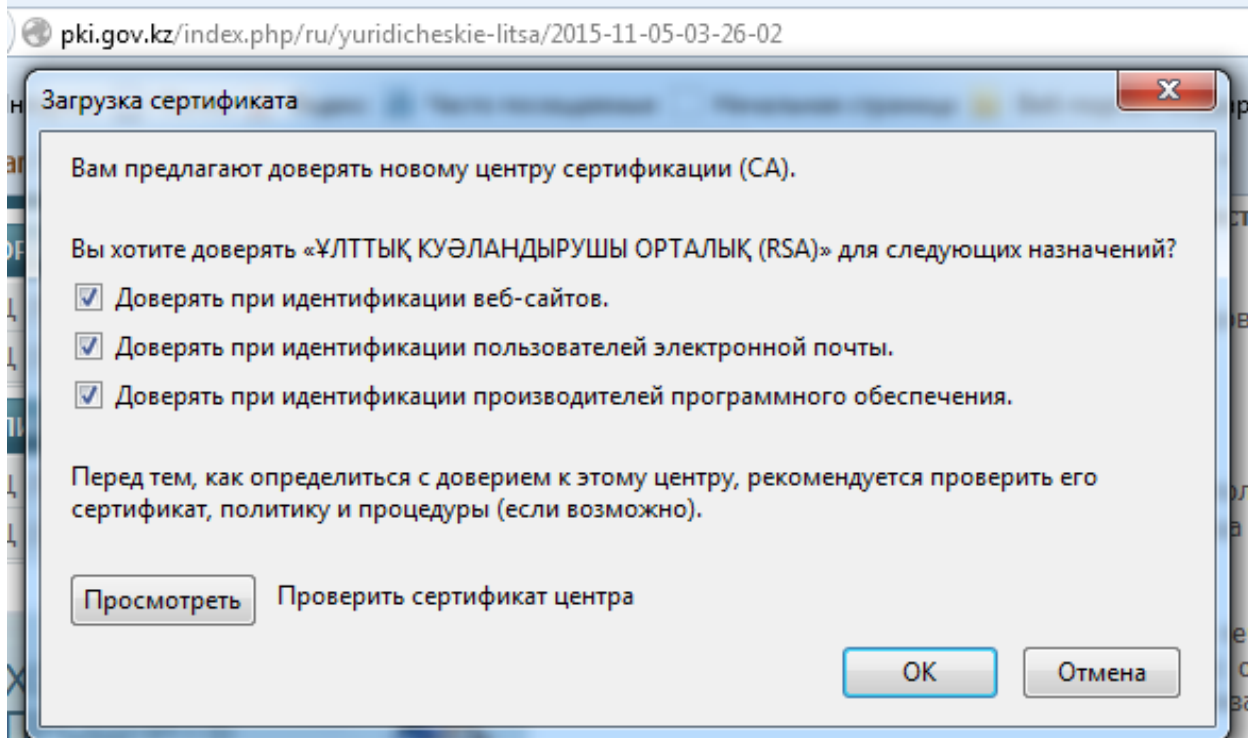 pki.gov.kz/index.php/ru/yuridicheskie-litsa/2015-11-05-03-26-02
Загрузка сертификата
Вам предлагают доверять новому центру сертификации (CA).
Вы хотите доверять «ҰЛТТЫҚ КУӘЛАНДЫРУШЫ ОРТАЛЫҚ (RSA)» для следующих назначений?
Доверять при идентификации веб-сайтов.
Доверять при идентификации пользователей электронной почты.
Доверять при идентификации производителей программного обеспечения.
Перед тем, как определиться с доверием к этому центру, рекомендуется проверить его
сертификат, политику и процедуры (если возможно).
Просмотреть Проверить сертификат центра
ОК Отмена